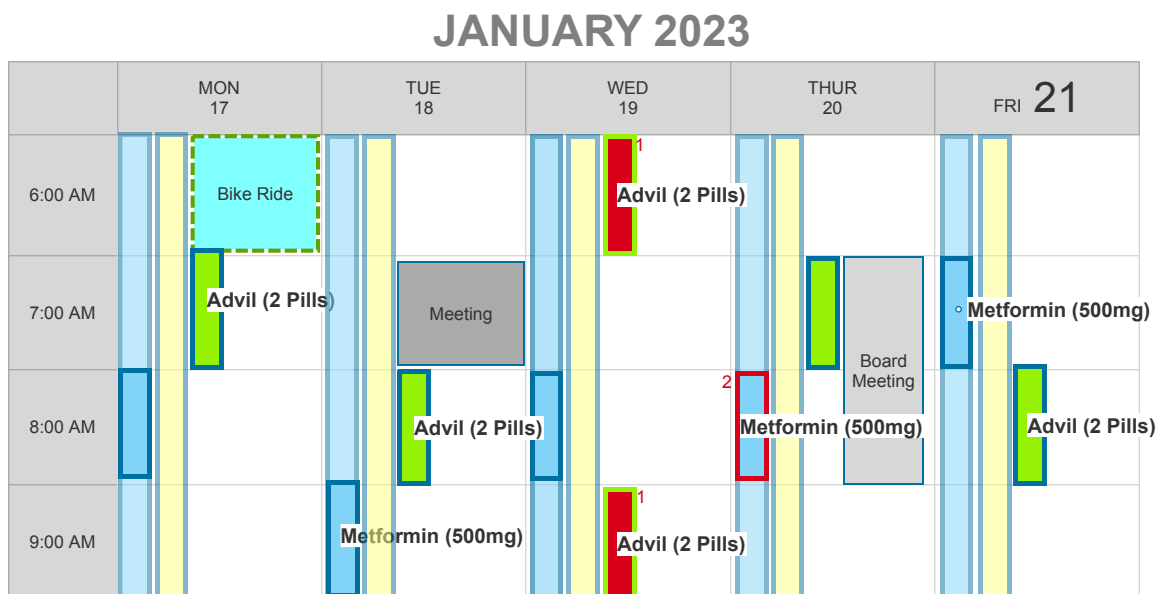 JANUARY 2023
MON
17
TUE
18
WED
19
THUR
20
FRI 21
6:00 AM
Bike Ride
1
Advil (2 Pills)
7:00 AM
Advil (2 Pills)
Meeting
Metformin (500mg)
Board
Meeting
2
8:00 AM
Advil (2 Pills)
Metformin (500mg)
Advil (2 Pills)
1
9:00 AM
Metformin (500mg)
Advil (2 Pills)